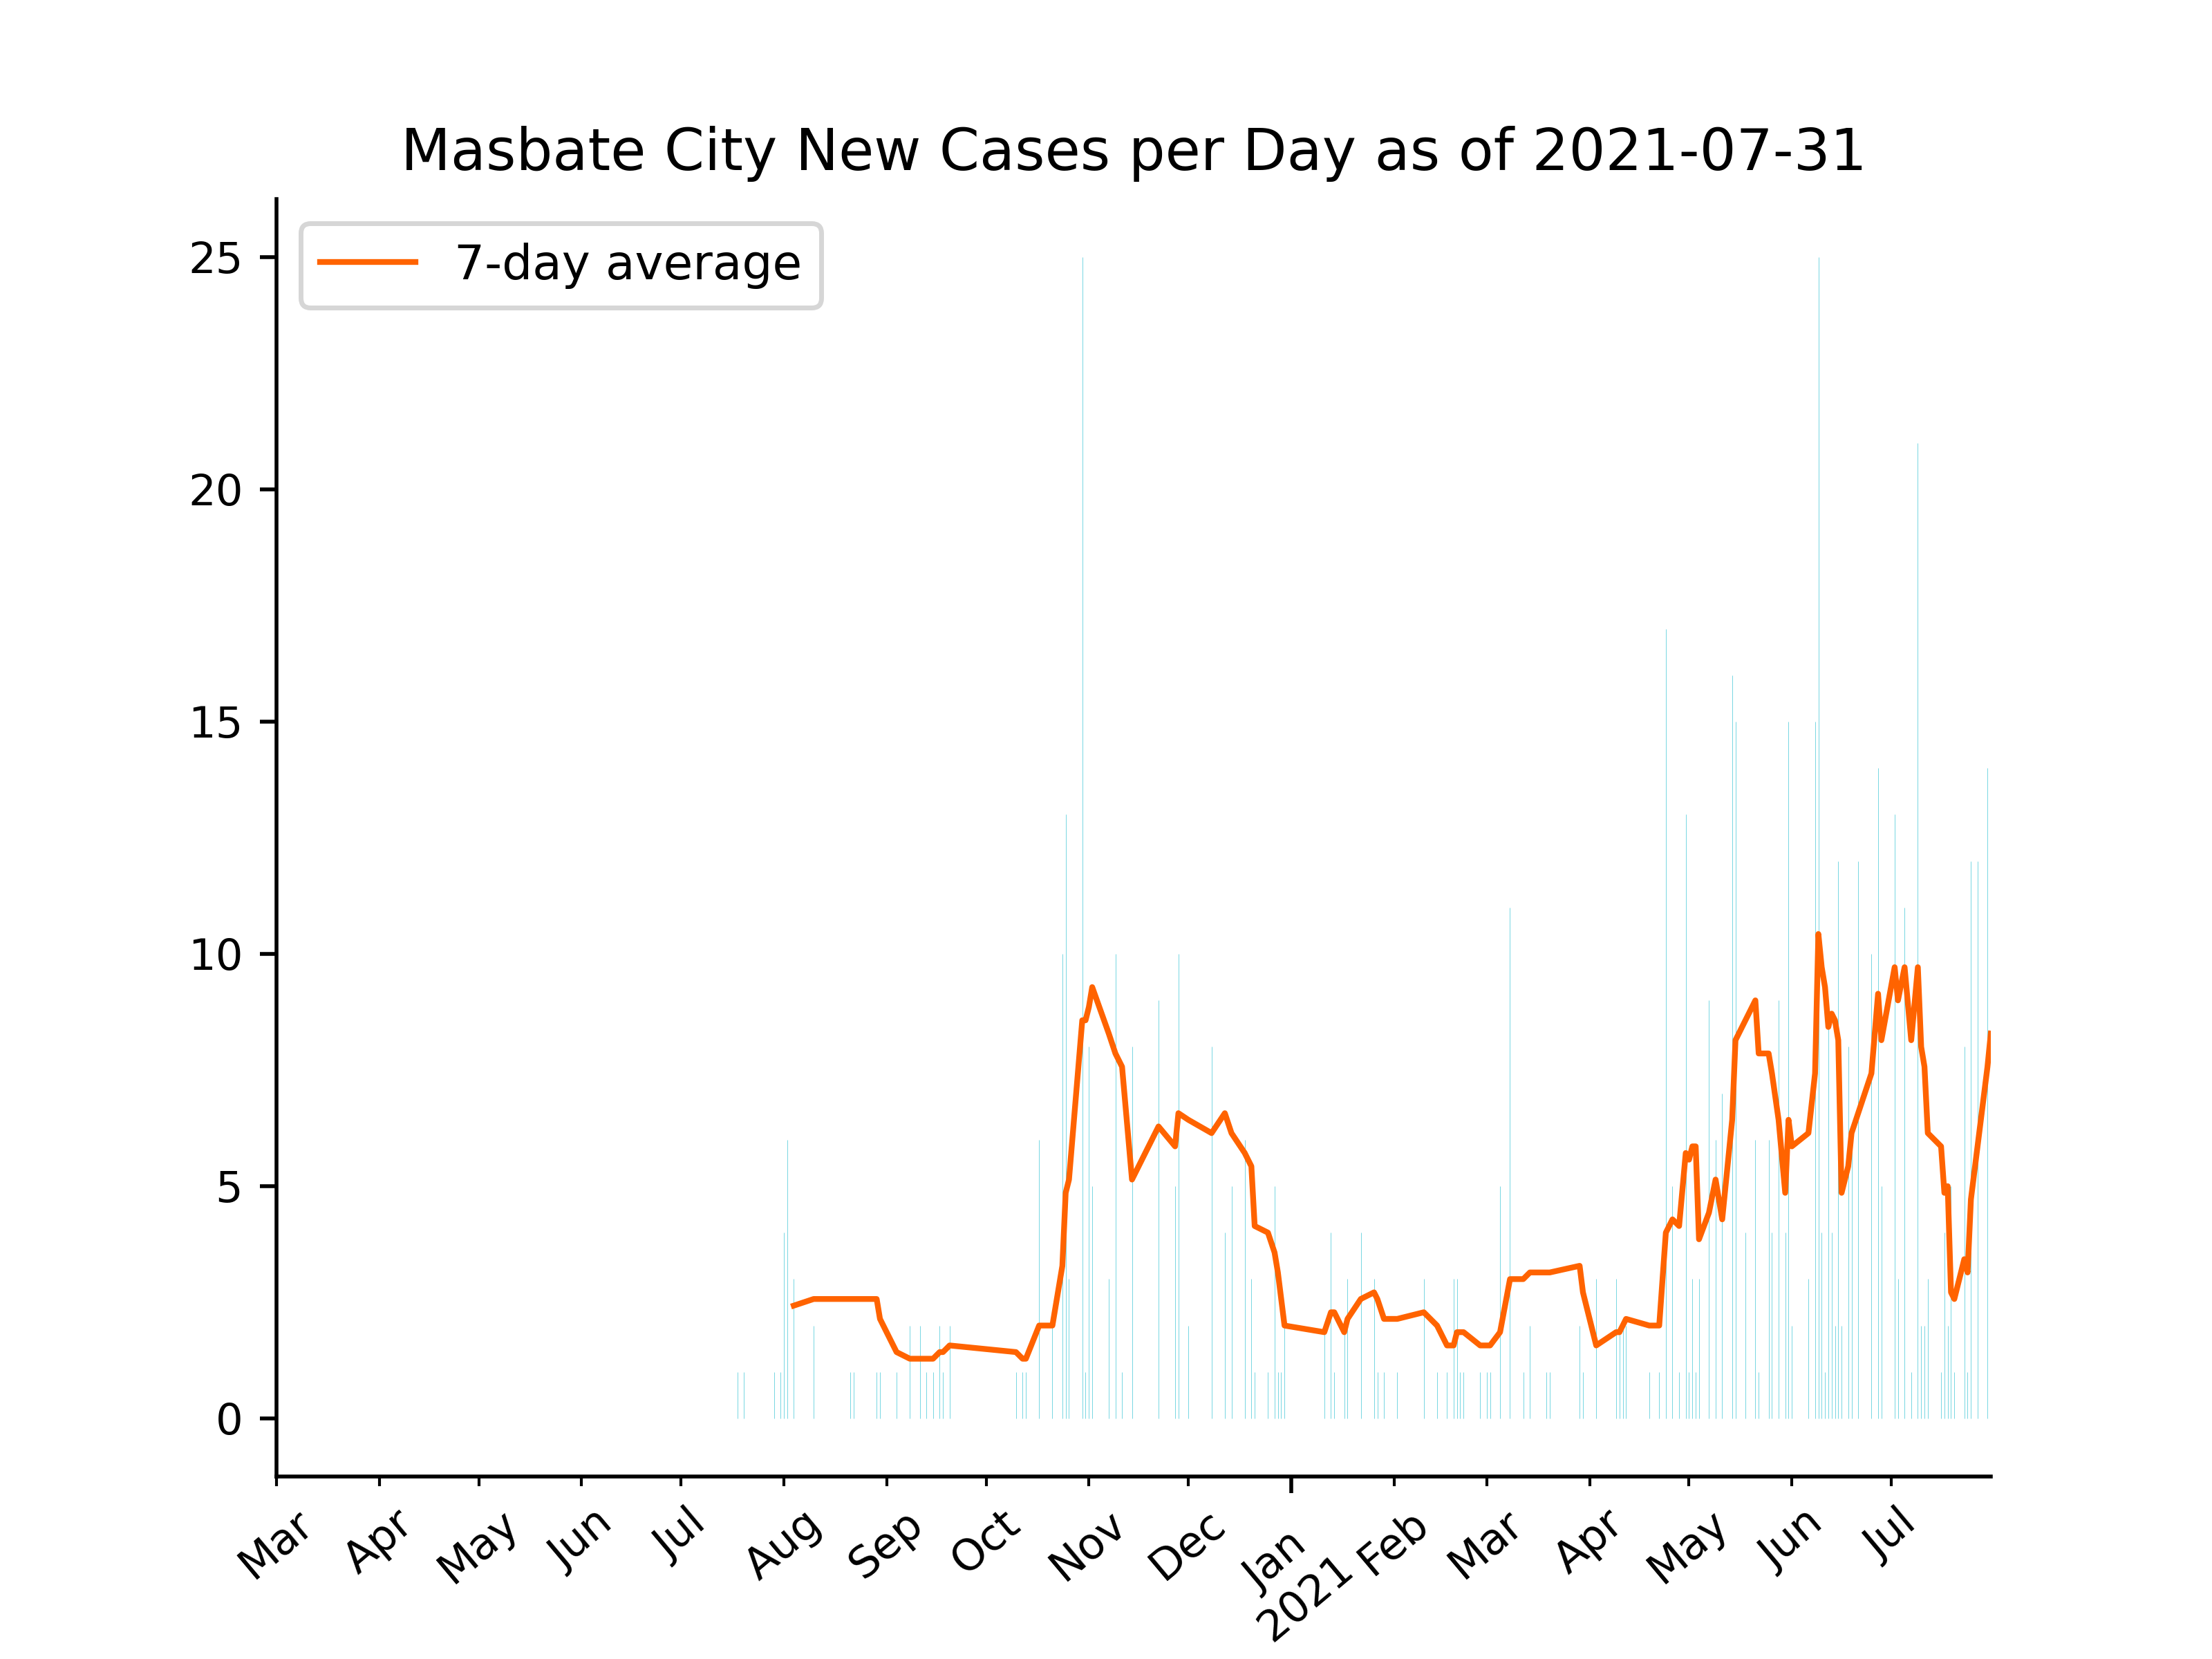 Masbate City New Cases per Day as of 2021-07-31
7-day average
25
20
15
10
5
0
Mar
Apr
May
Jun
Jul
Aug
Sep
Oct
Nov
Dec
Jan
2021
Feb
Mar
Apr
May
Jun
Jul